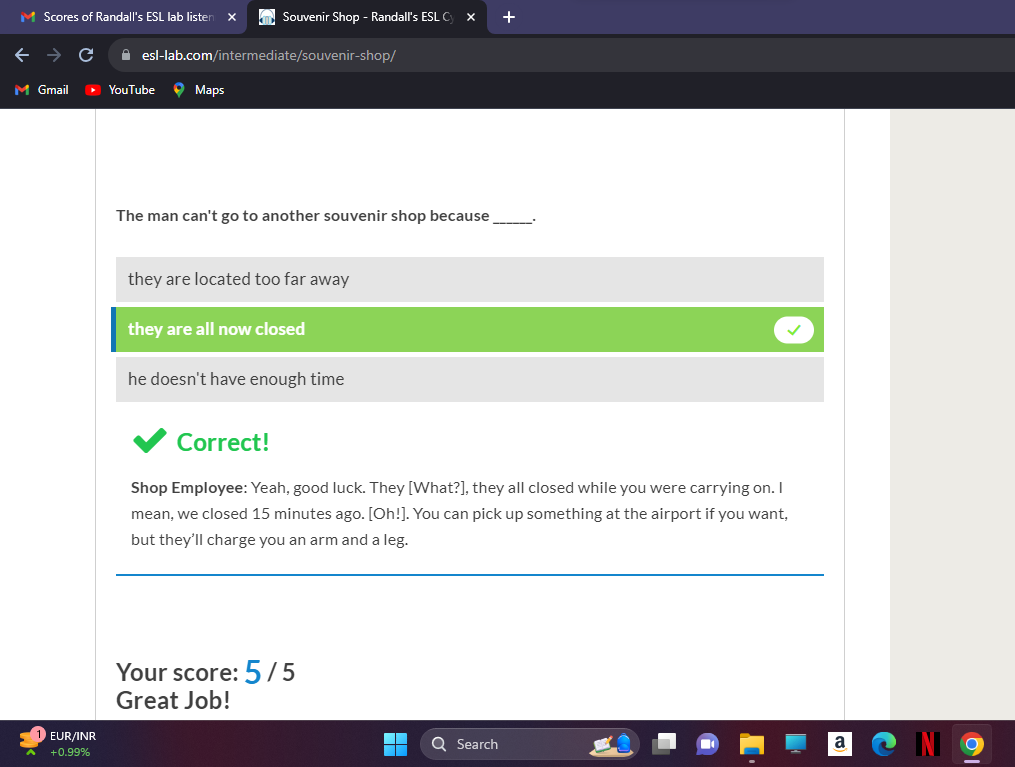 Scores of Randall's ESL lab listen
Souvenir Shop - Randall's ESL Cy
esl-lab.com/intermediate/souvenir-shop/
Gmail
YouTube
Maps
The man can't go to another souvenir shop because ______.
they are located too far away
they are all now closed
he doesn't have enough time
Correct!
Shop Employee: Yeah, good luck. They [What?], they all closed while you were carrying on. I
mean, we closed 15 minutes ago. [Oh!]. You can pick up something at the airport if you want,
but they’ll charge you an arm and a leg.
Your score: 5 / 5
Great Job!
1
EUR/INR
+0.99%
Search
a
N